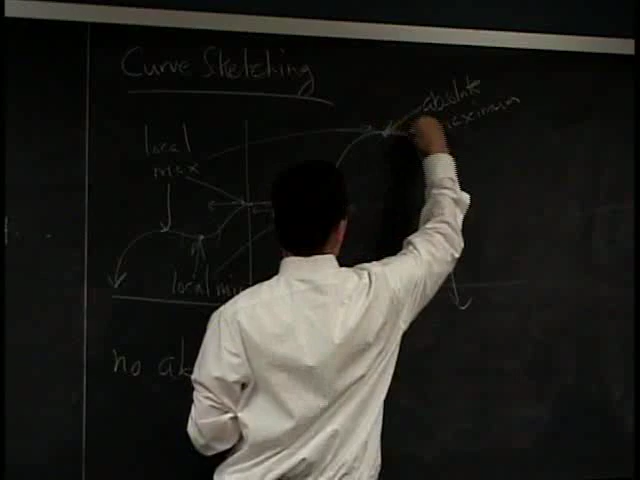 Curve Sketching
absolute
maximum
local
max
local min
no ab